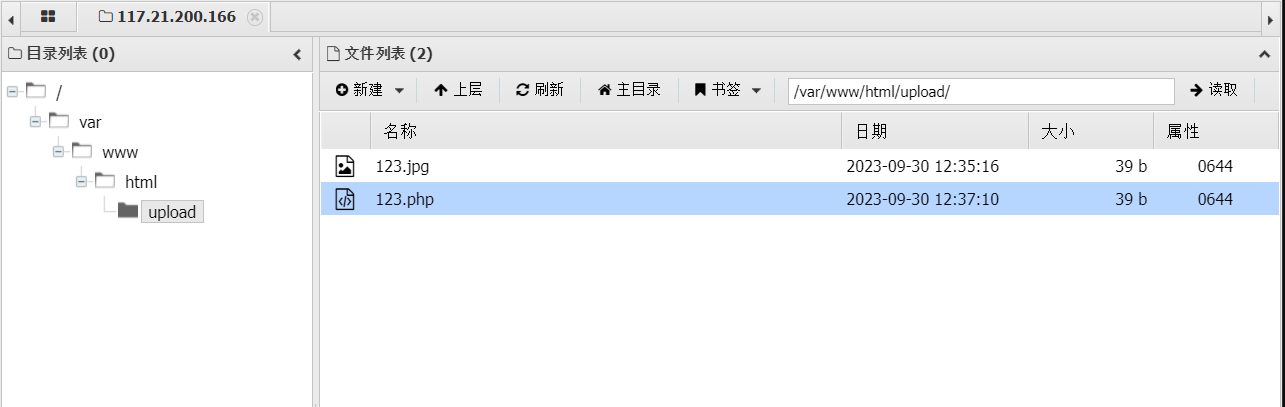 117.21.200.166
目录列表 (0)
文件列表 (2)
新建 上层 刷新 主目录 书签 /var/www/html/upload/ 读取
/
var
www
html
upload
名称 日期 大小 属性
123.jpg 2023-09-30 12:35:16 39 b 0644
123.php 2023-09-30 12:37:10 39 b 0644